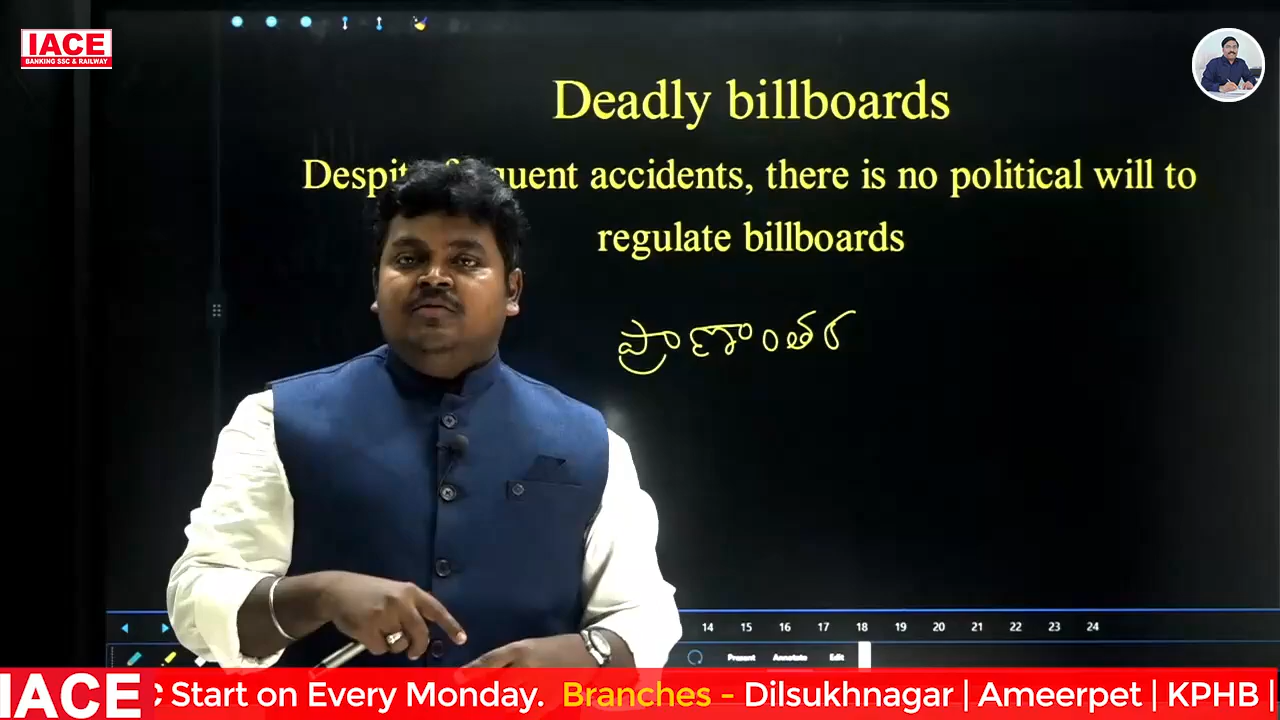 IACE
BANKING SSC & RAILWAY
Deadly billboards
accidents, there is no political will to
regulate billboards
ప్రాణాంతర
14 15 16 17 18 19 20 21 22 23 24
Present Annotate Edit
IACE Start on Every Monday. Branches - Dilsukhnagar | Ameerpet | KPHB |